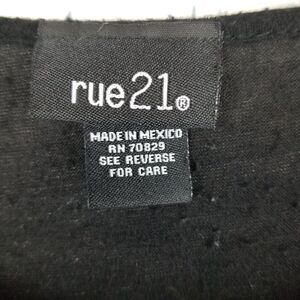 rue21®
MADE IN MEXICO
RN 70829
SEE REVERSE
FOR CARE